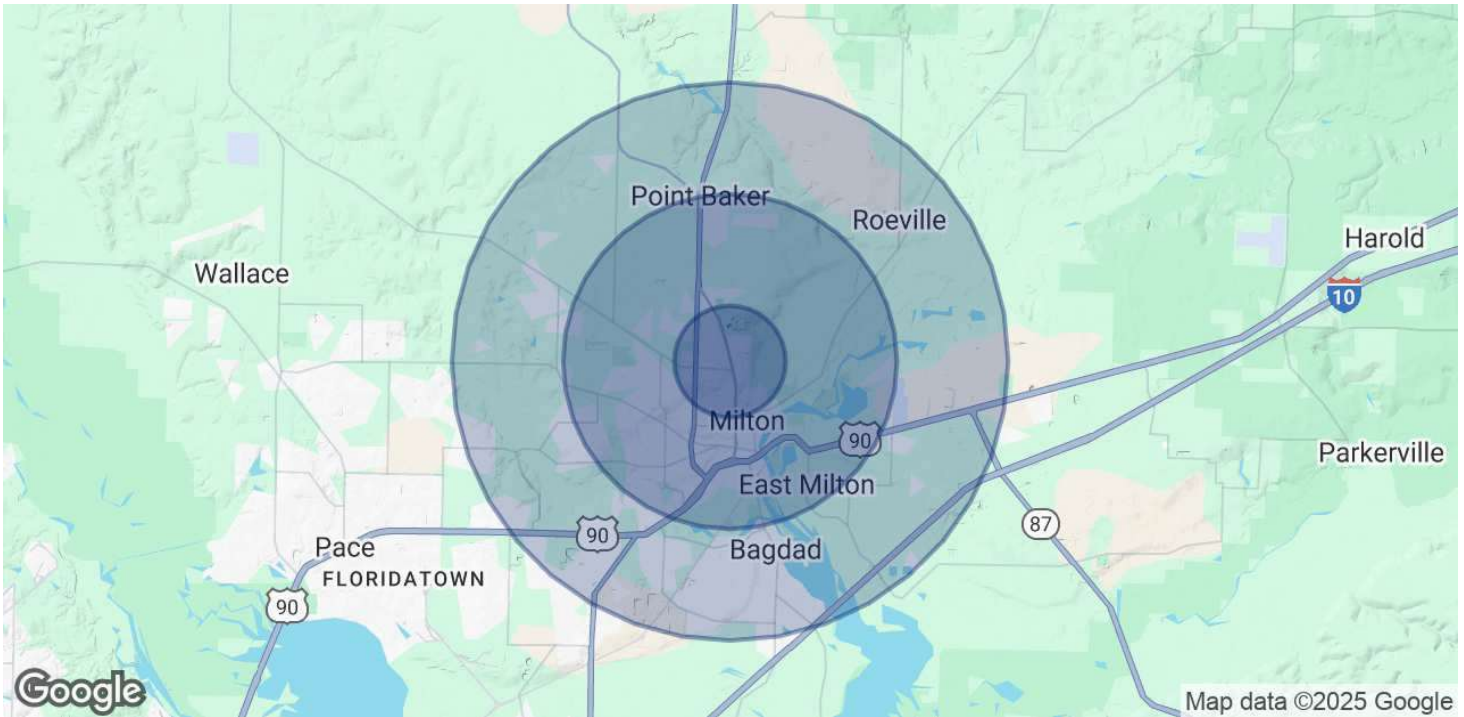 Point Baker
Roeville
Harold
Wallace
10
Milton
90
Parkerville
East Milton
87
90
Pace
Bagdad
FLORIDATOWN
90
Google
Map data ©2025 Google